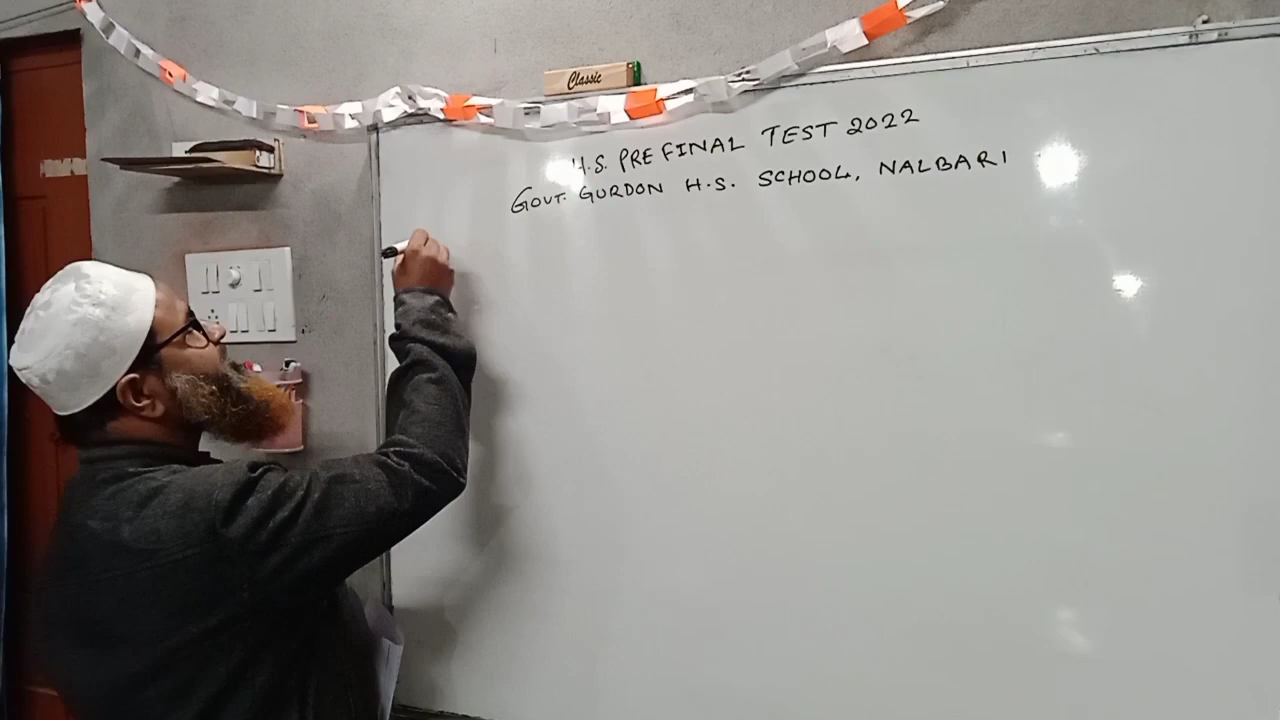 Classic
H.S. PRE FINAL TEST 2022
GOVT. GURDON H.S. SCHOOL, NALBARI